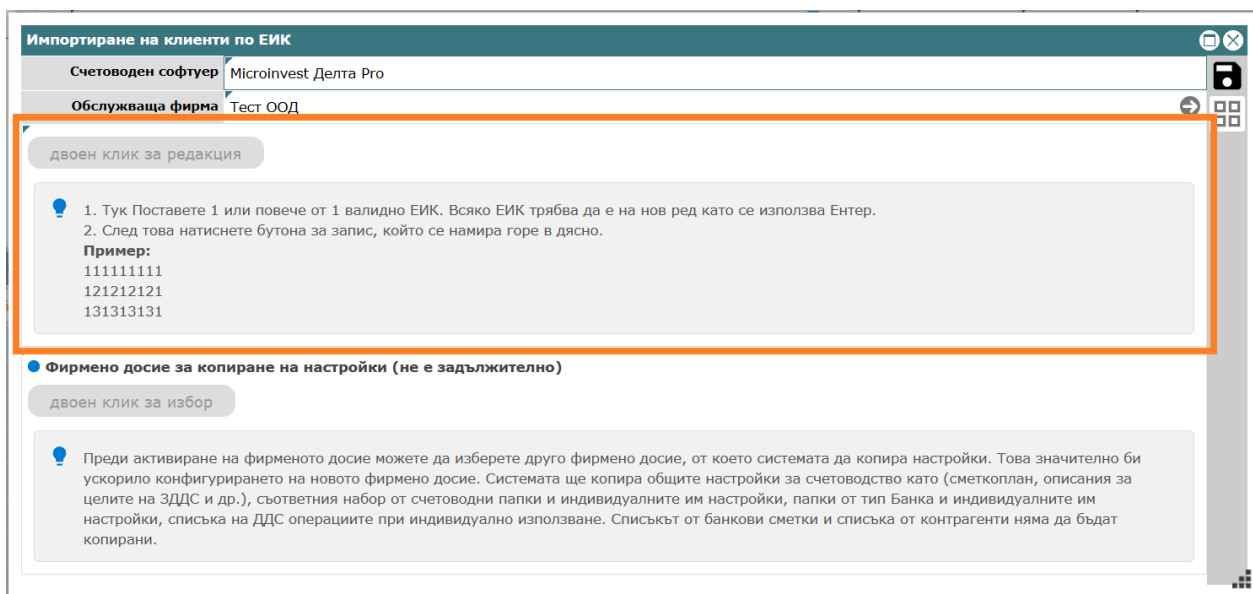 Импортиране на клиенти по ЕИК
Счетоводен софтуер Microinvest Делта Pro
Обслужваща фирма Тест ООД
двоен клик за редакция
1. Тук Поставете 1 или повече от 1 валидно ЕИК. Всяко ЕИК трябва да е на нов ред като се използва Ентер.
2. След това натиснете бутона за запис, който се намира горе в дясно.
Пример:
111111111
121212121
131313131
Фирмено досие за копиране на настройки (не е задължително)
двоен клик за избор
Преди активиране на фирменото досие можете да изберете друго фирмено досие, от което системата да копира настройки. Това значително би
ускорило конфигурирането на новото фирмено досие. Системата ще копира общите настройки за счетоводство като (сметкоплан, описания за
целите на ЗДДС и др.), съответния набор от счетоводни папки и индивидуалните им настройки, папки от тип Банка и индивидуалните им
настройки, списъка на ДДС операциите при индивидуално използване. Списъкът от банкови сметки и списъка от контрагенти няма да бъдат
копирани.